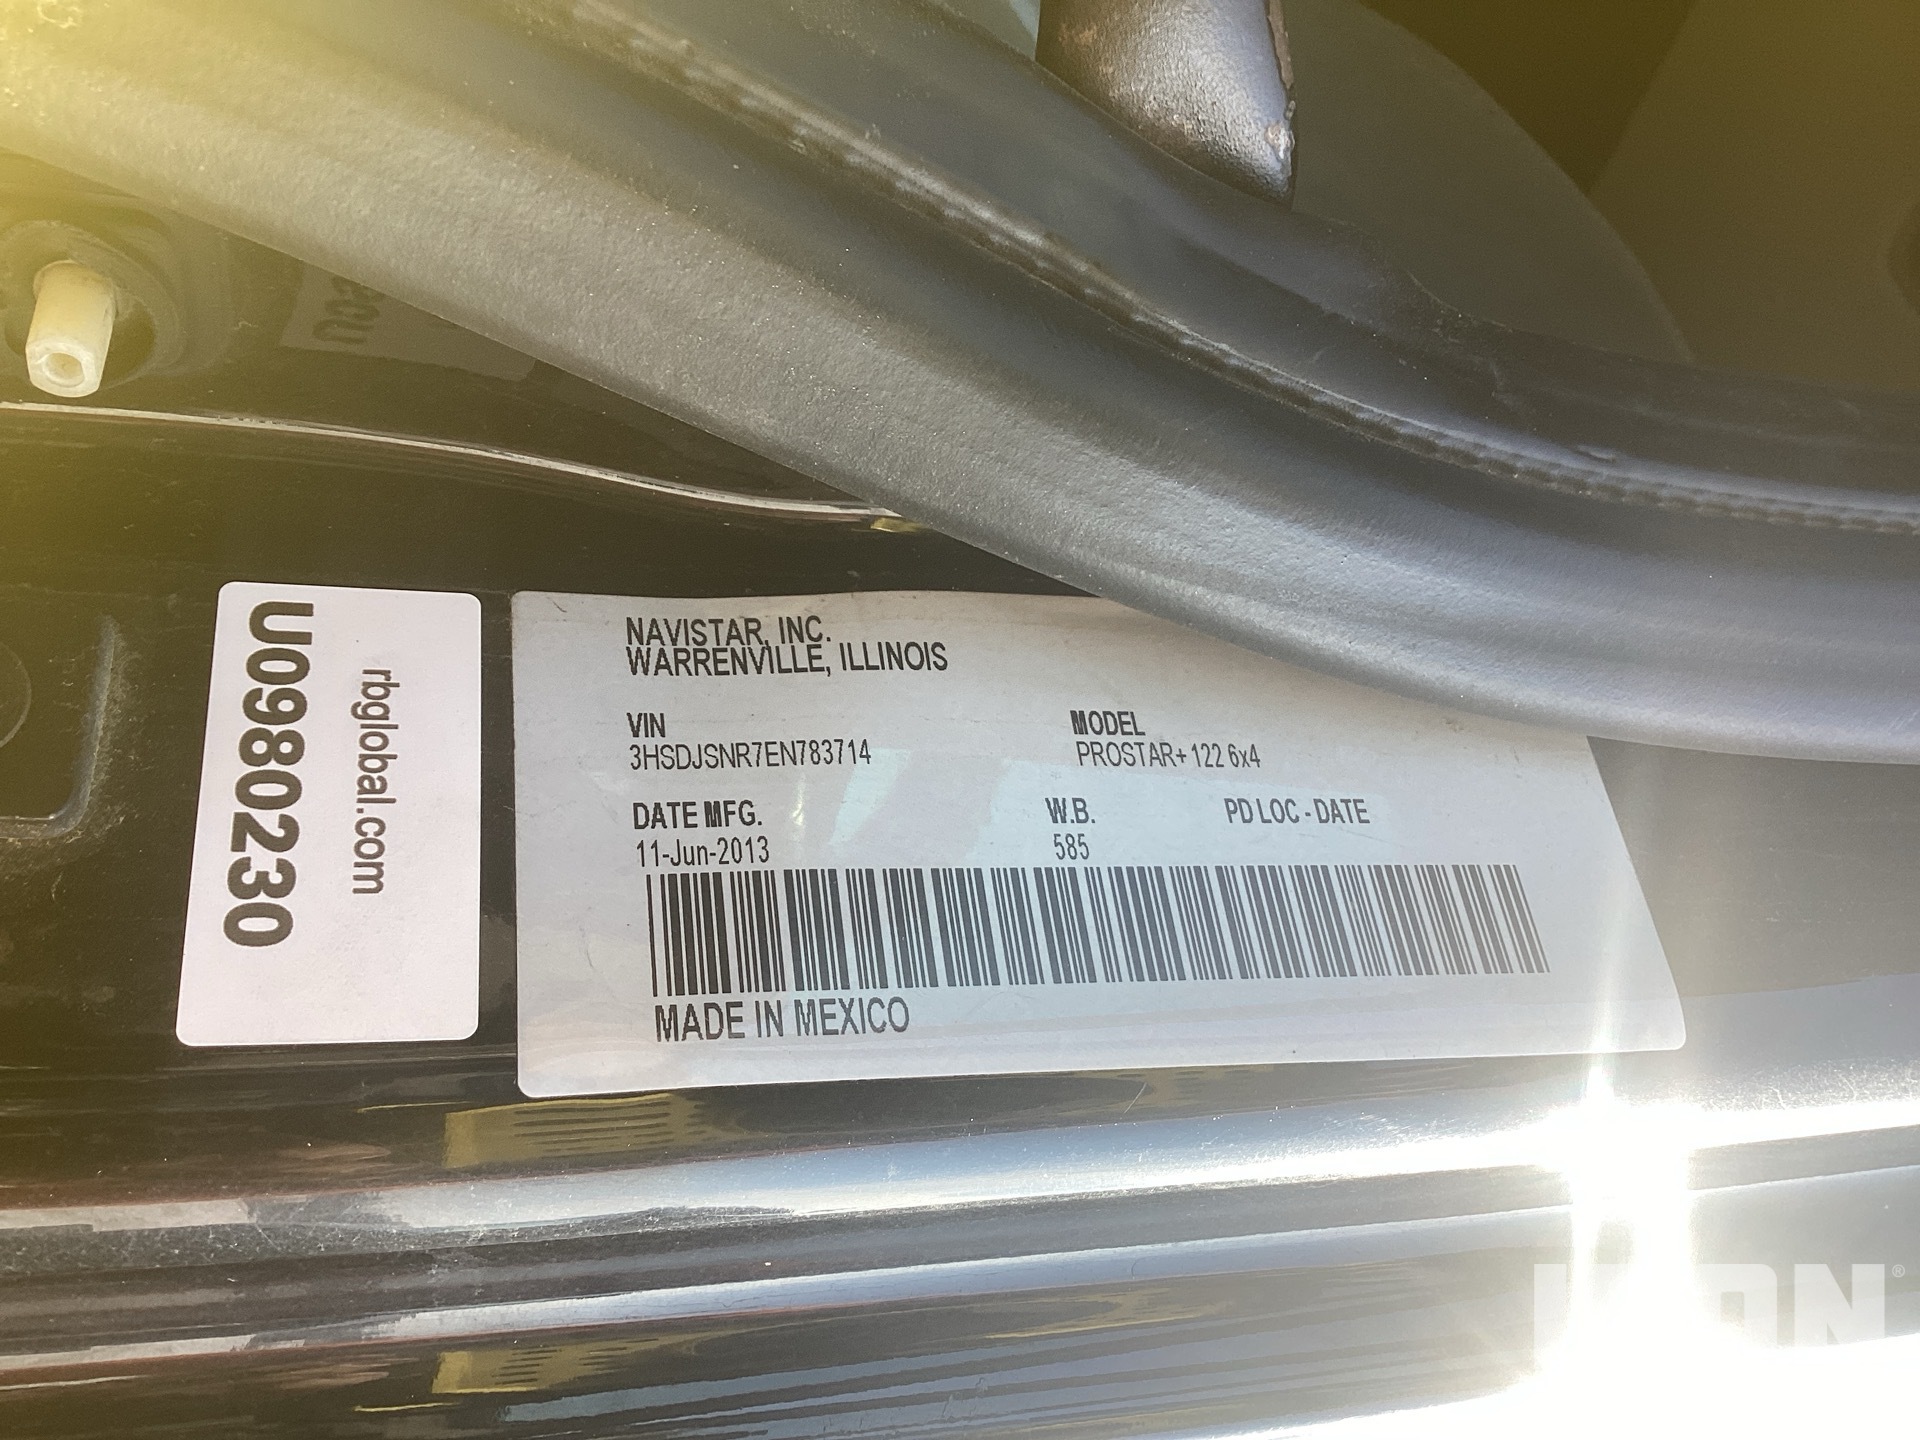 U0980230
rbglobal.com
NAVISTAR, INC.
WARRENVILLE, ILLINOIS
VIN MODEL
3HSDJSNR7EN783714 PROSTAR+ 122 6x4
DATE MFG. W.B. PD LOC - DATE
11-Jun-2013 585
MADE IN MEXICO